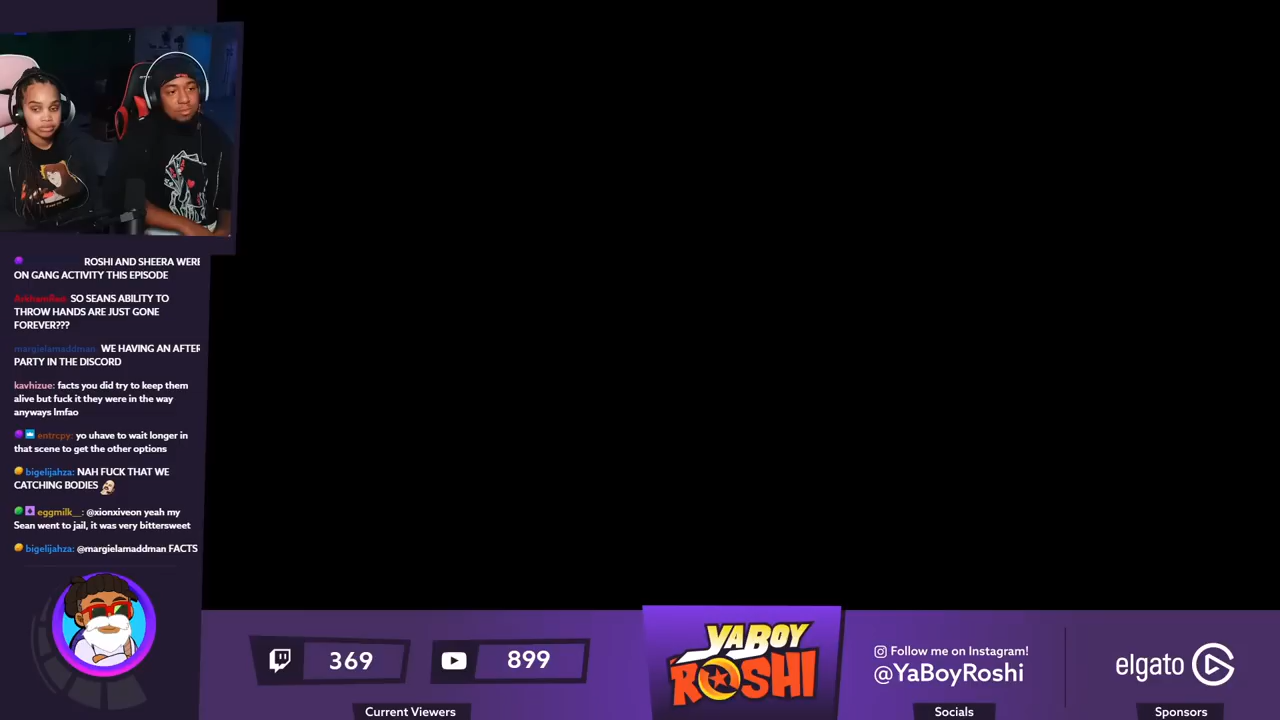 ROSHI AND SHEERA WERE
ON GANG ACTIVITY THIS EPISODE
SO SEANS ABILITY TO
THROW HANDS ARE JUST GONE
FOREVER???
margielamaddman: WE HAVING AN AFTER
PARTY IN THE DISCORD
kavhizue: facts you did try to keep them
alive but fuck it they were in the way
anyways lmfao
entrcpy: yo uhave to wait longer in
that scene to get the other options
bigelijahza: NAH FUCK THAT WE
CATCHING BODIES
eggmilk__: @xionxiveon yeah my
Sean went to jail, it was very bittersweet
bigelijahza: @margielamaddman FACTS
369
899
Current Viewers
YABOY
ROSHI
Follow me on Instagram!
@YaBoyRoshi
Socials
elgato
Sponsors